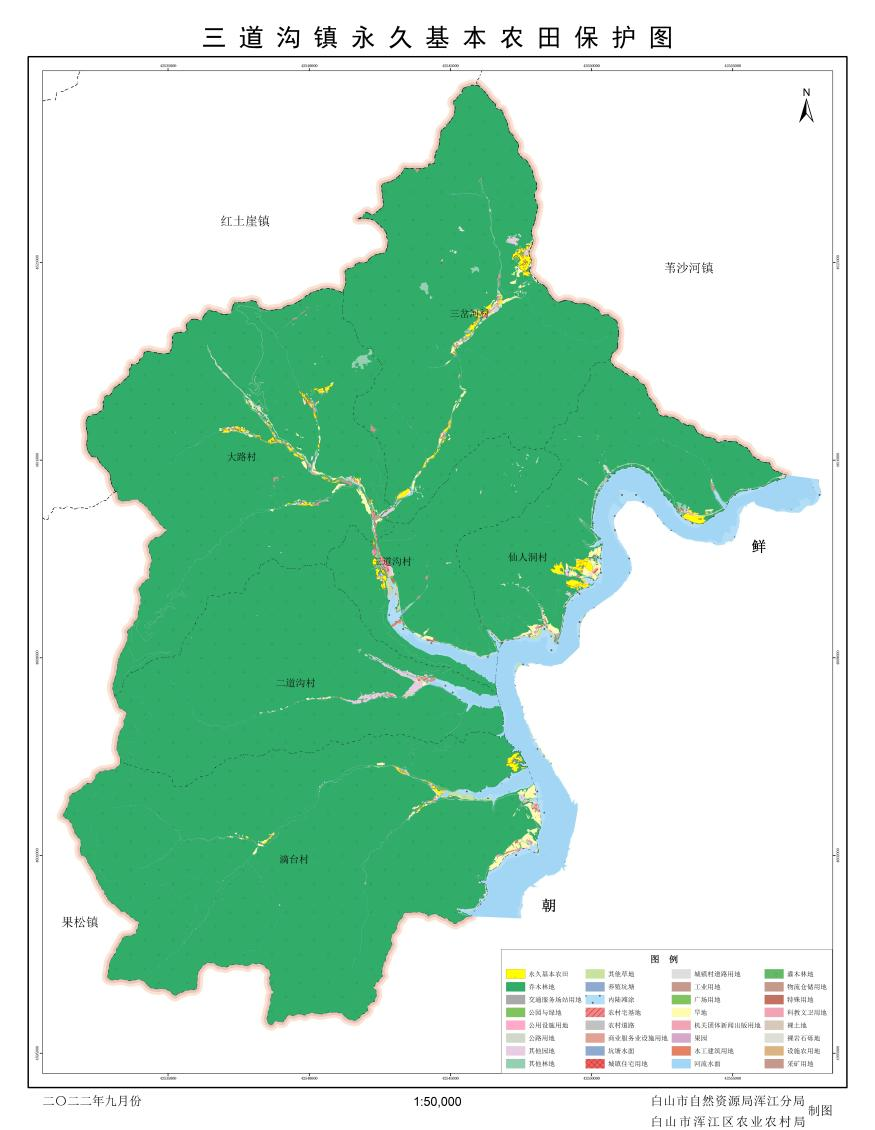 三道沟镇永久基本农田保护图
N
红土崖镇
苇沙河镇
三岔河村
大路村
鲜
仙人洞村
三道沟村
二道沟村
滴台村
朝
果松镇
图 例
永久基本农田 其他草地 城镇村道路用地 灌木林地
乔木林地 养殖坑塘 工业用地 物流仓储用地
交通服务场站用地 内陆滩涂 广场用地 特殊用地
公园与绿地 农村宅基地 旱地 科教文卫用地
公用设施用地 农村道路 机关团体新闻出版用地 裸土地
公路用地 商业服务业设施用地 果园 裸岩石砾地
其他园地 坑塘水面 水工建筑用地 设施农用地
其他林地 城镇住宅用地 河流水面 采矿用地
二〇二二年九月份
1:50,000
白山市自然资源局浑江分局
白山市浑江区农业农村局
制图